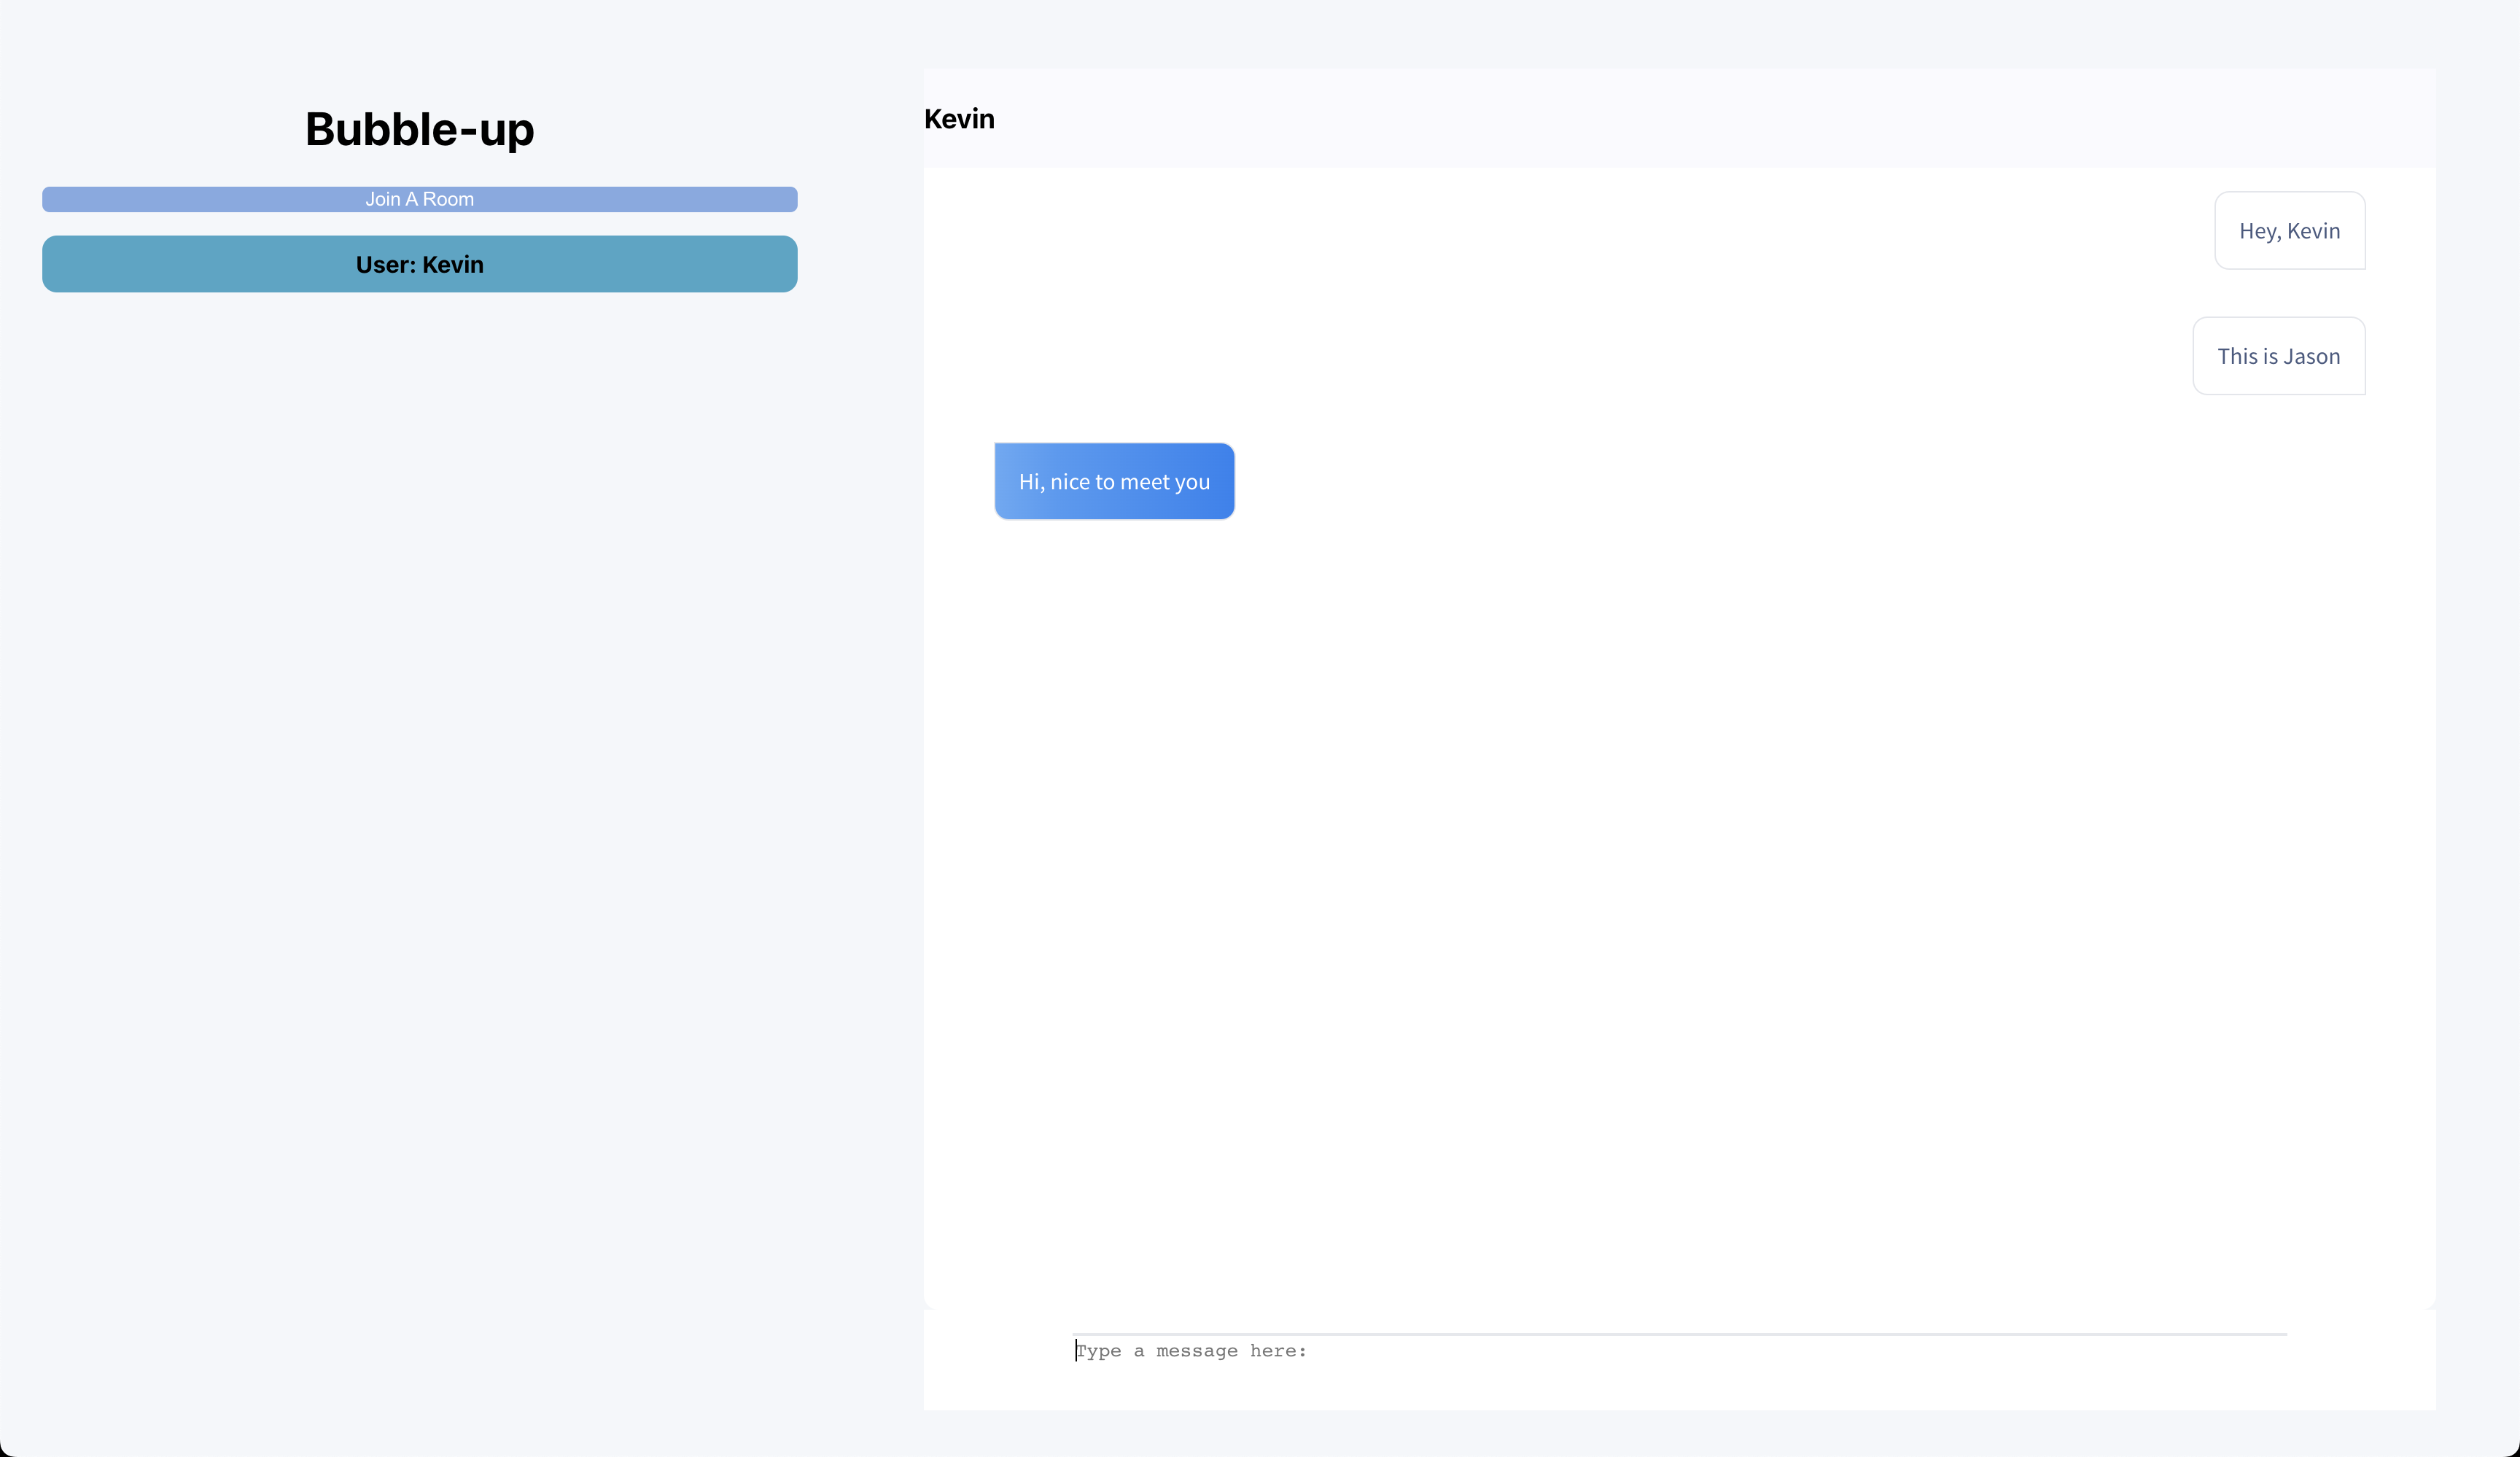 Bubble-up
Join A Room
User: Kevin
Kevin
Hey, Kevin
This is Jason
Hi, nice to meet you
Type a message here: